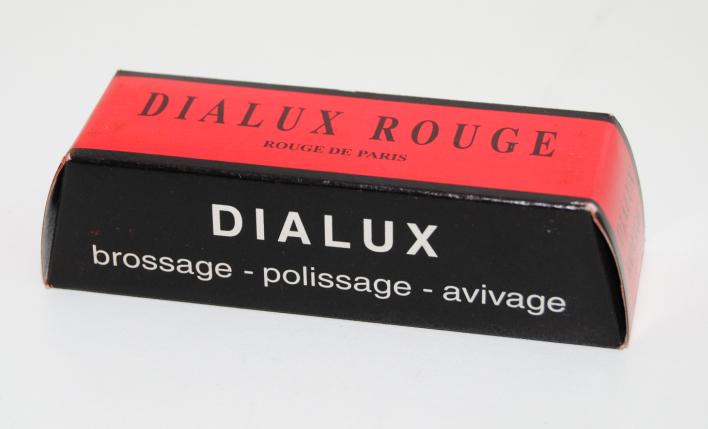 DIALUX ROUGE
ROUGE DE PARIS
DIALUX
brossage - polissage - avivage